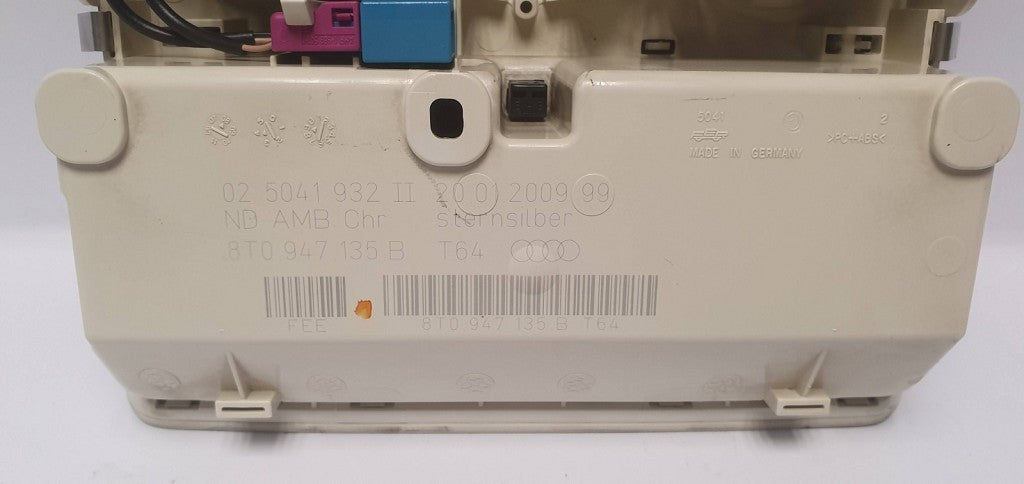 5041
2
MADE IN GERMANY
>PC+ABS<
02 5041 932 II 20 01 2009 99
ND AMB Chr sternsilber
8T0 947 135 B T64
FEE
8T0 947 135 B T64